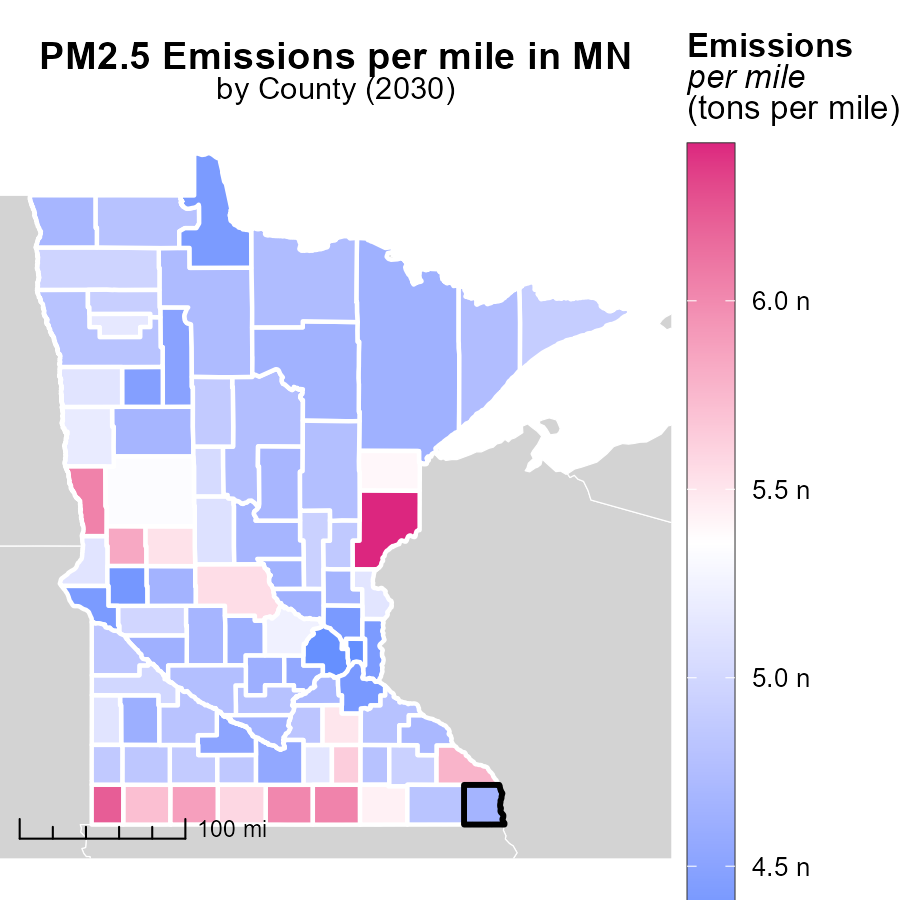 PM2.5 Emissions per mile in MN
by County (2030)
Emissions
per mile
(tons per mile)
6.0 n
5.5 n
5.0 n
4.5 n
100 mi